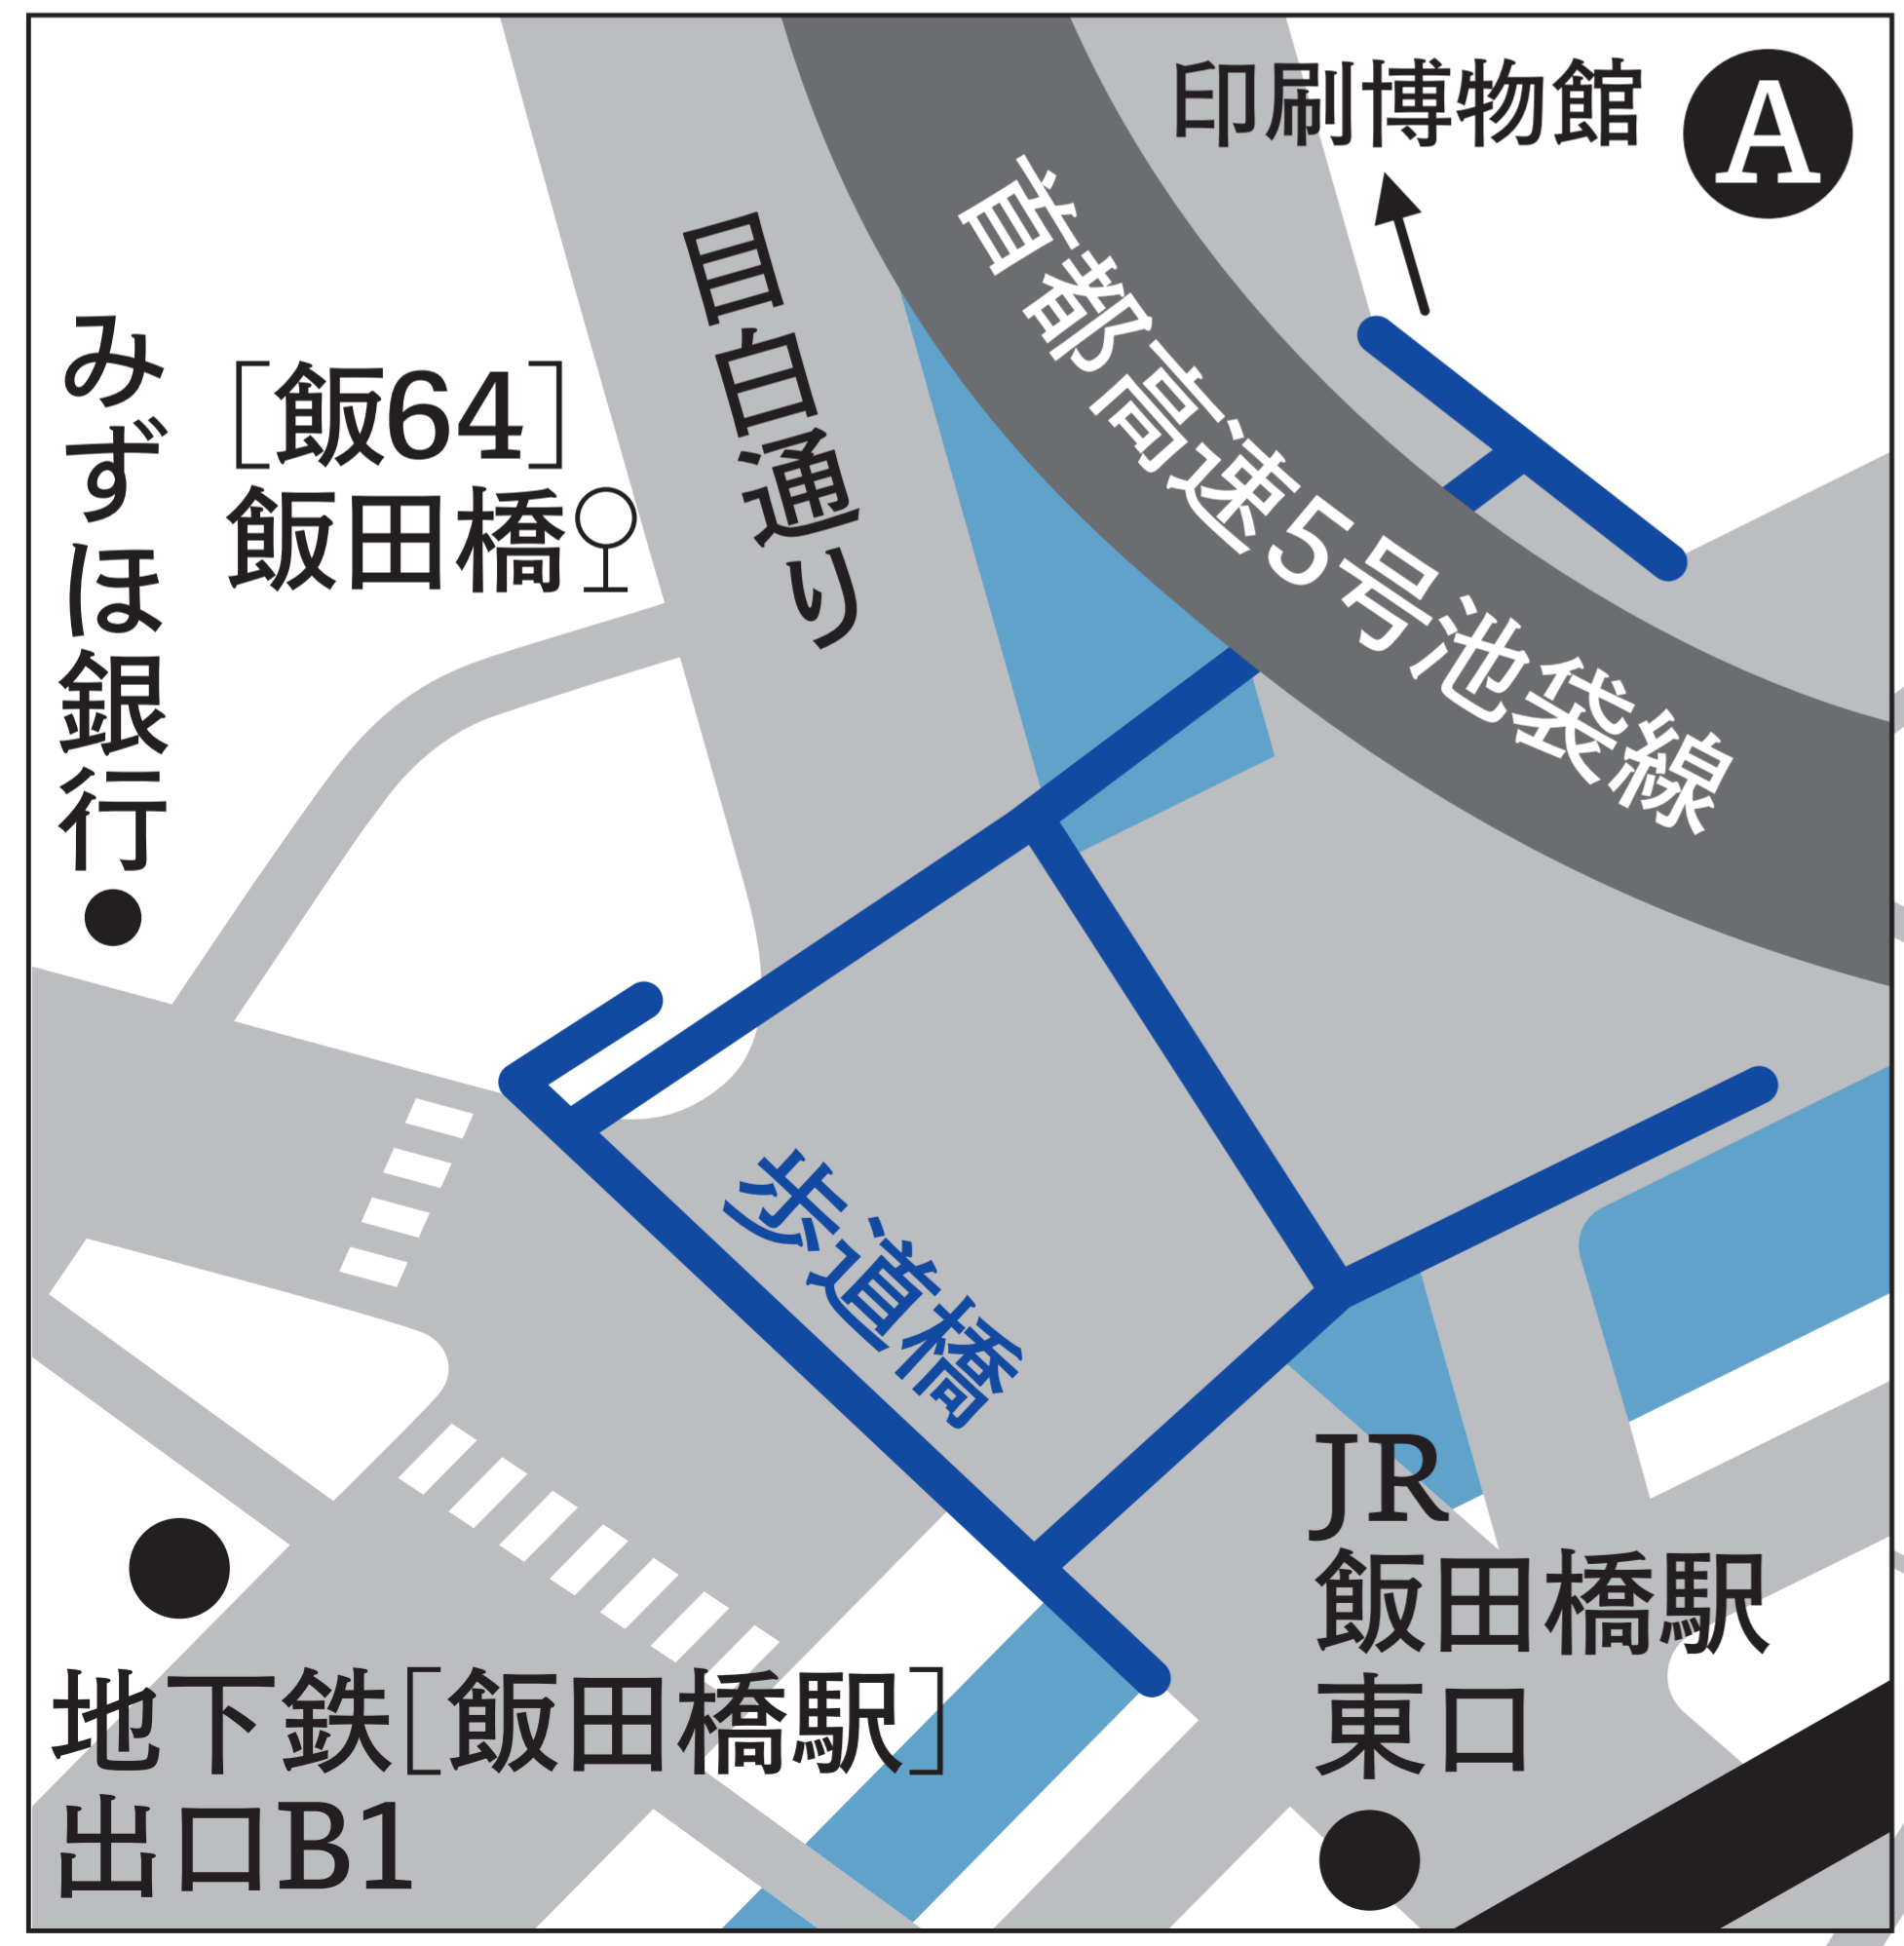 印刷博物館
A
首都高速5号池袋線
目白通り
みずほ銀行
[飯64]
飯田橋
歩道橋
JR
飯田橋駅
東口
地下鉄[飯田橋駅]
出口B1